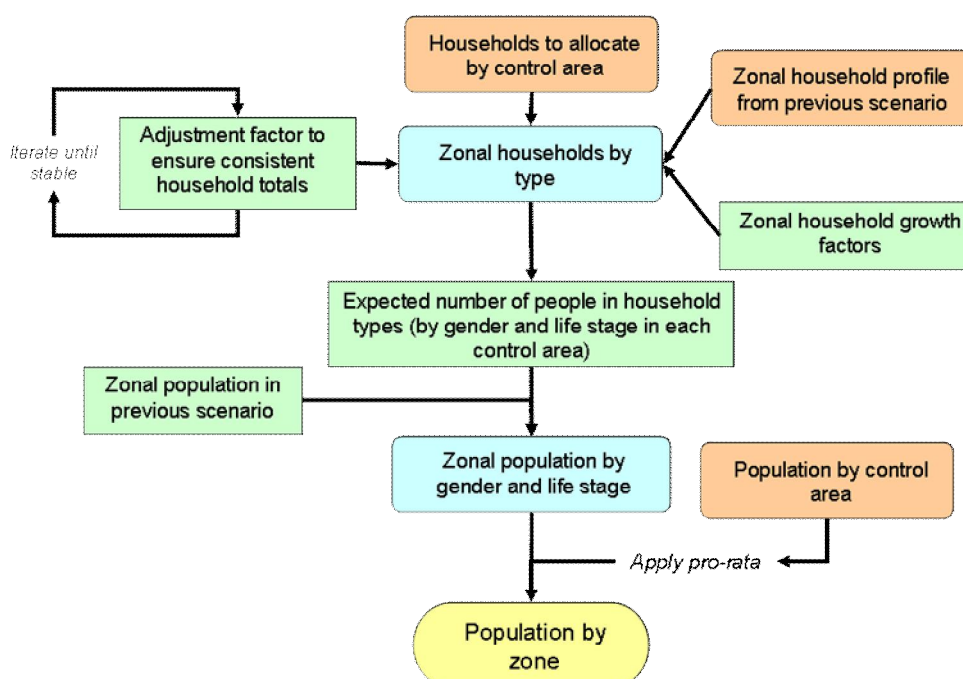 Households to allocate
by control area
Zonal household profile
from previous scenario
Iterate until
stable
Adjustment factor to
ensure consistent
household totals
Zonal households by
type
Zonal household growth
factors
Expected number of people in household
types (by gender and life stage in each
control area)
Zonal population in
previous scenario
Zonal population by
gender and life stage
Population by control
area
Apply pro-rata
Population by
zone